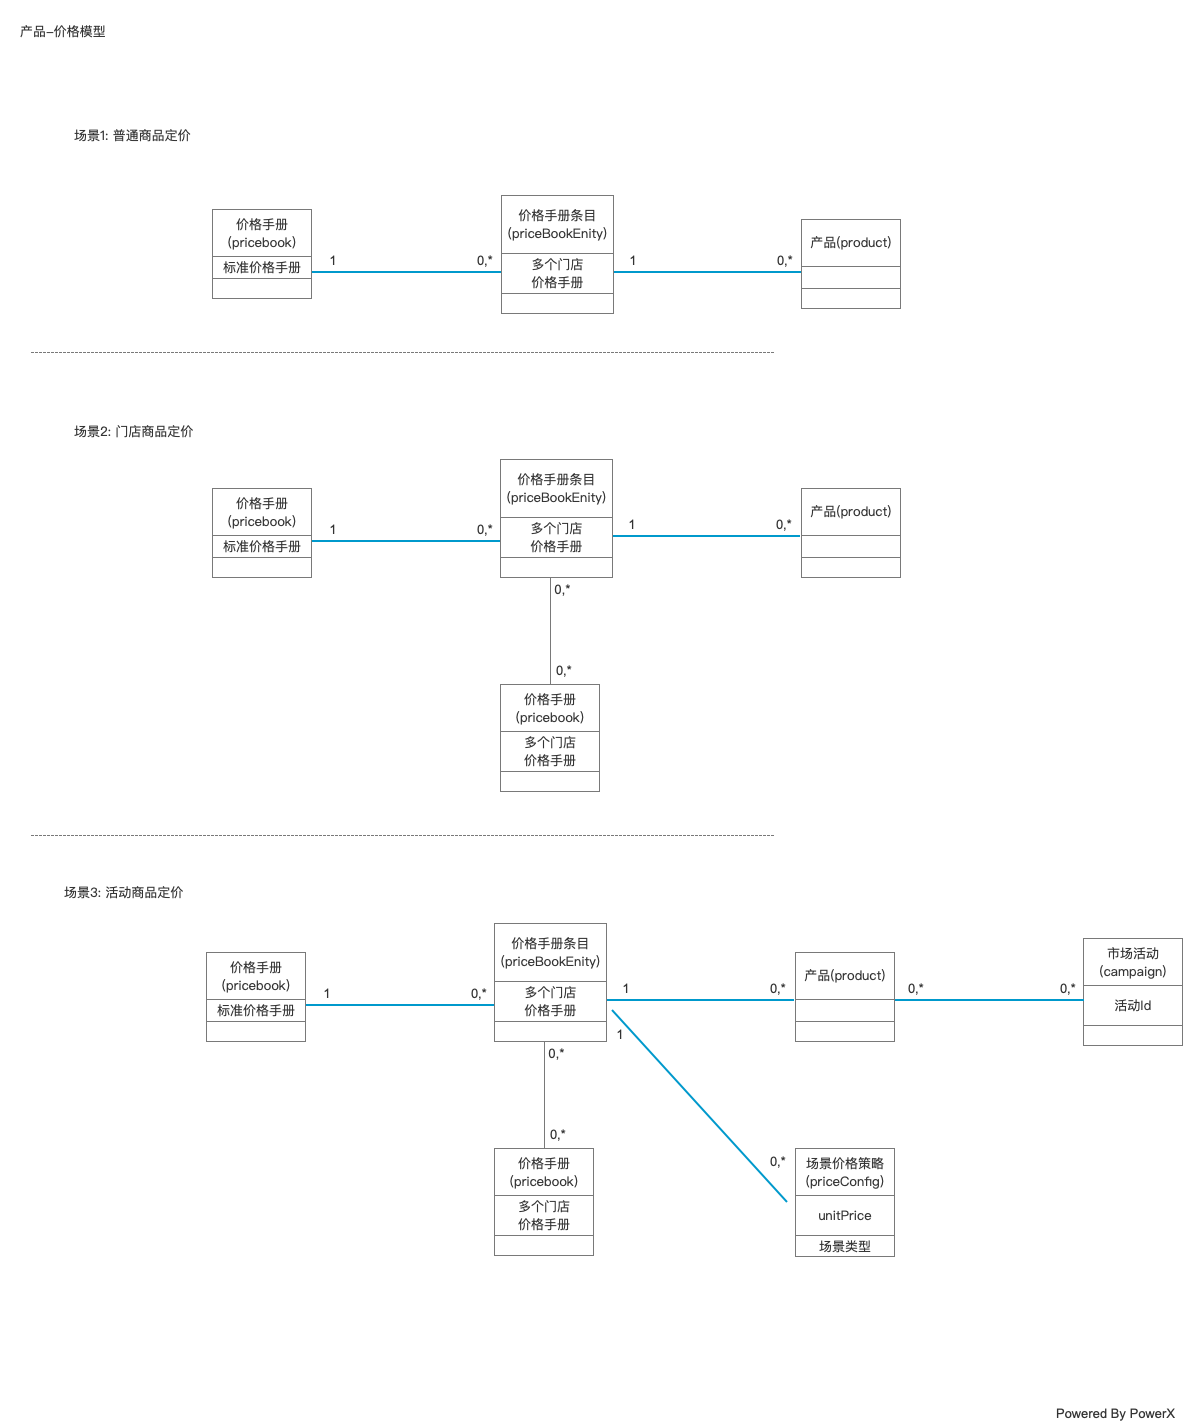 产品-价格模型
场景1: 普通商品定价
价格手册
(pricebook)
标准价格手册
1
0,*
价格手册条目
(priceBookEnity)
多个门店
价格手册
1
0,*
产品(product)
场景2: 门店商品定价
价格手册
(pricebook)
标准价格手册
1
0,*
价格手册条目
(priceBookEnity)
多个门店
价格手册
1
0,*
产品(product)
0,*
0,*
价格手册
(pricebook)
多个门店
价格手册
场景3: 活动商品定价
价格手册
(pricebook)
标准价格手册
1
0,*
价格手册条目
(priceBookEnity)
多个门店
价格手册
1
0,*
产品(product)
0,*
0,*
市场活动
(campaign)
活动Id
1
0,*
0,*
0,*
价格手册
(pricebook)
多个门店
价格手册
场景价格策略
(priceConfig)
unitPrice
场景类型
Powered By PowerX